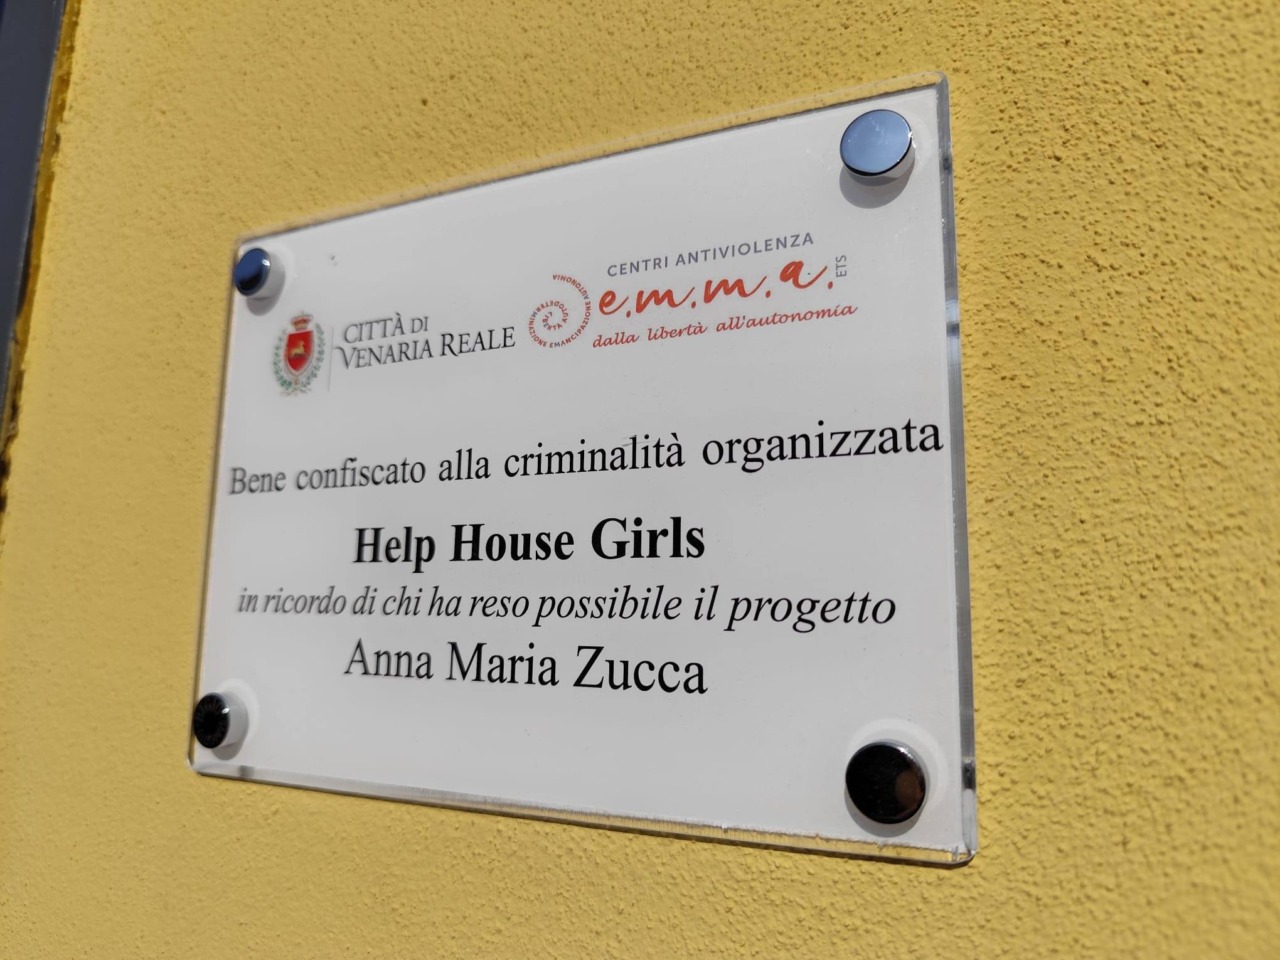 CITTÀ DI
VENARIA REALE
CENTRI ANTIVIOLENZA
e.m.m.a. ETS
dalla libertà all'autonomia
Bene confiscato alla criminalità organizzata
Help House Girls
in ricordo di chi ha reso possibile il progetto
Anna Maria Zucca